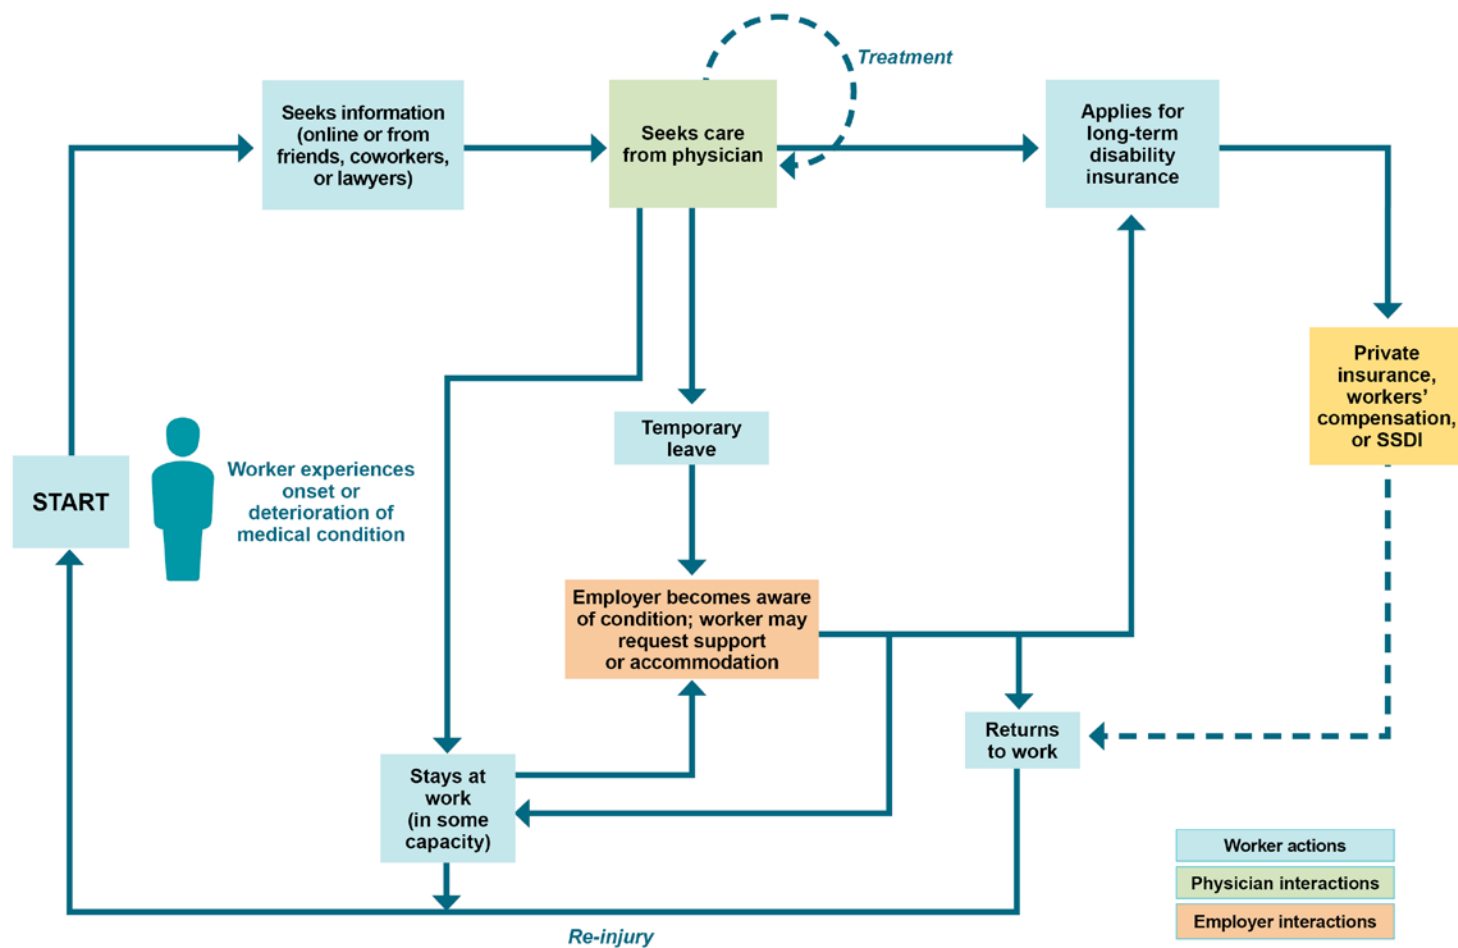 Treatment
Seeks information
(online or from
friends, coworkers,
or lawyers)
Seeks care
from physician
Applies for
long-term
disability
insurance
Private
insurance,
workers'
compensation,
or SSDI
Temporary
leave
START
Worker experiences
onset or
deterioration of
medical condition
Employer becomes aware
of condition; worker may
request support
or accommodation
Returns
to work
Stays at
work
(in some
capacity)
Worker actions
Physician interactions
Employer interactions
Re-injury